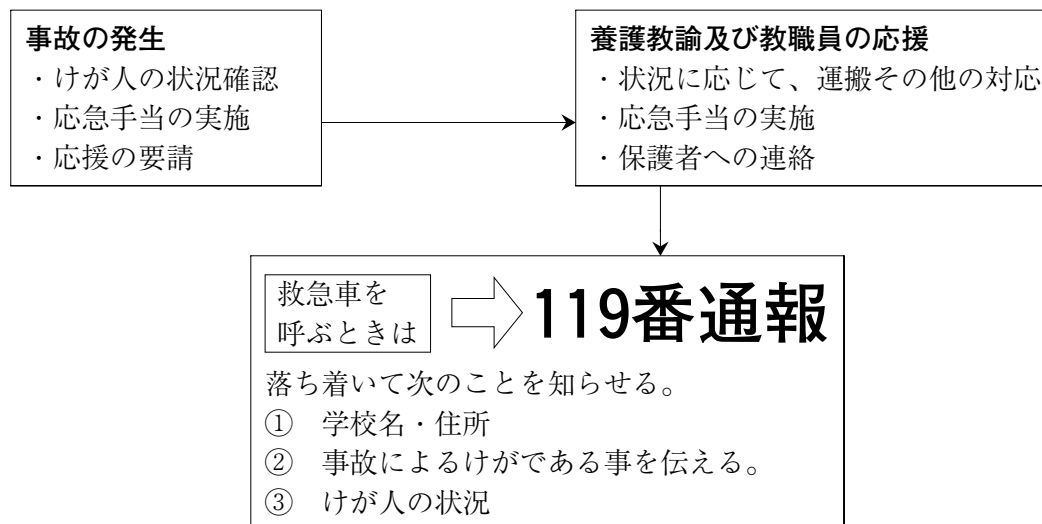 事故の発生
・けが人の状況確認
・応急手当の実施
・応援の要請
養護教諭及び教職員の応援
・状況に応じて、運搬その他の対応
・応急手当の実施
・保護者への連絡
救急車を
呼ぶときは
119番通報
落ち着いて次のことを知らせる。
① 学校名・住所
② 事故によるけがである事を伝える。
③ けが人の状況